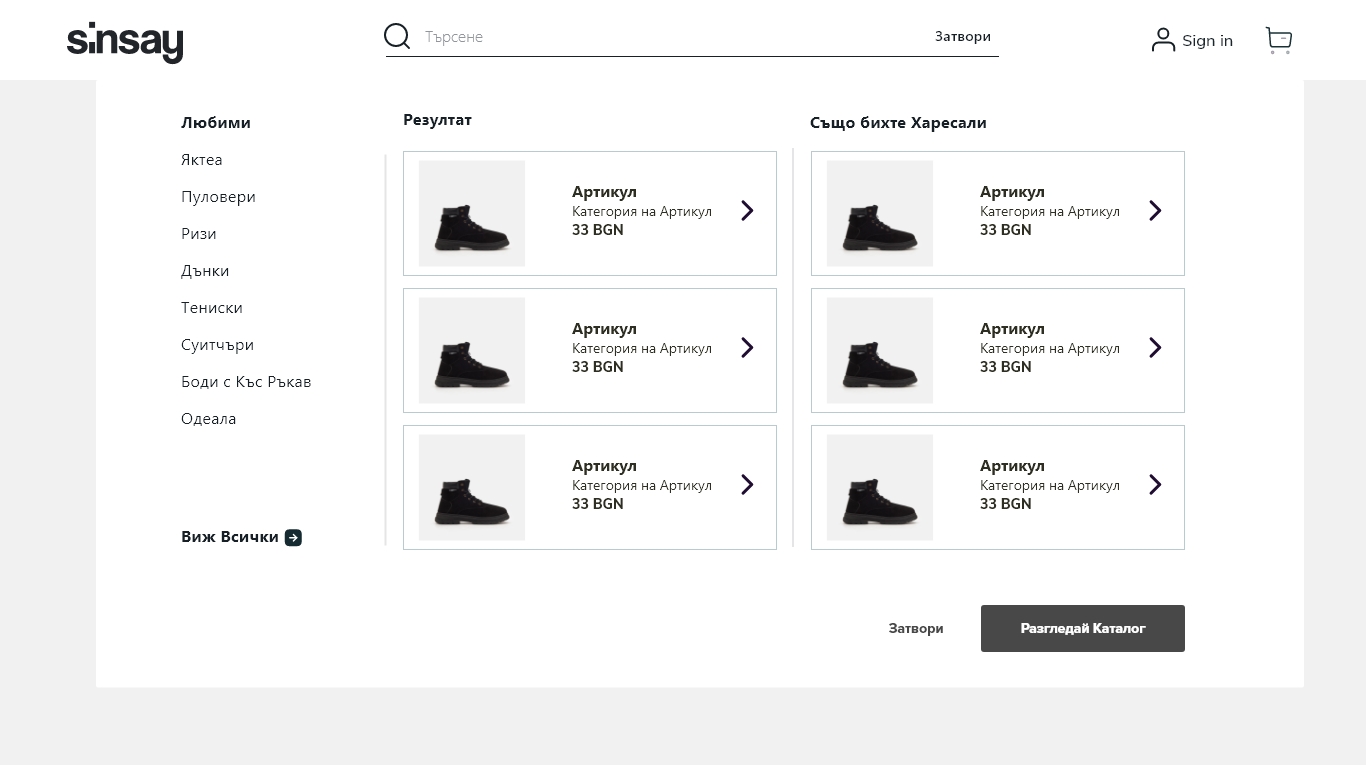 sinsay
Търсене
Затвори
Sign in
Любими
Яктеа
Пуловери
Ризи
Дънки
Тениски
Суитчъри
Боди с Къс Ръкав
Одеала
Виж Всички
Резултат
Артикул
Категория на Артикул
33 BGN
Артикул
Категория на Артикул
33 BGN
Артикул
Категория на Артикул
33 BGN
Също бихте Харесали
Артикул
Категория на Артикул
33 BGN
Артикул
Категория на Артикул
33 BGN
Артикул
Категория на Артикул
33 BGN
Затвори
Разгледай Каталог